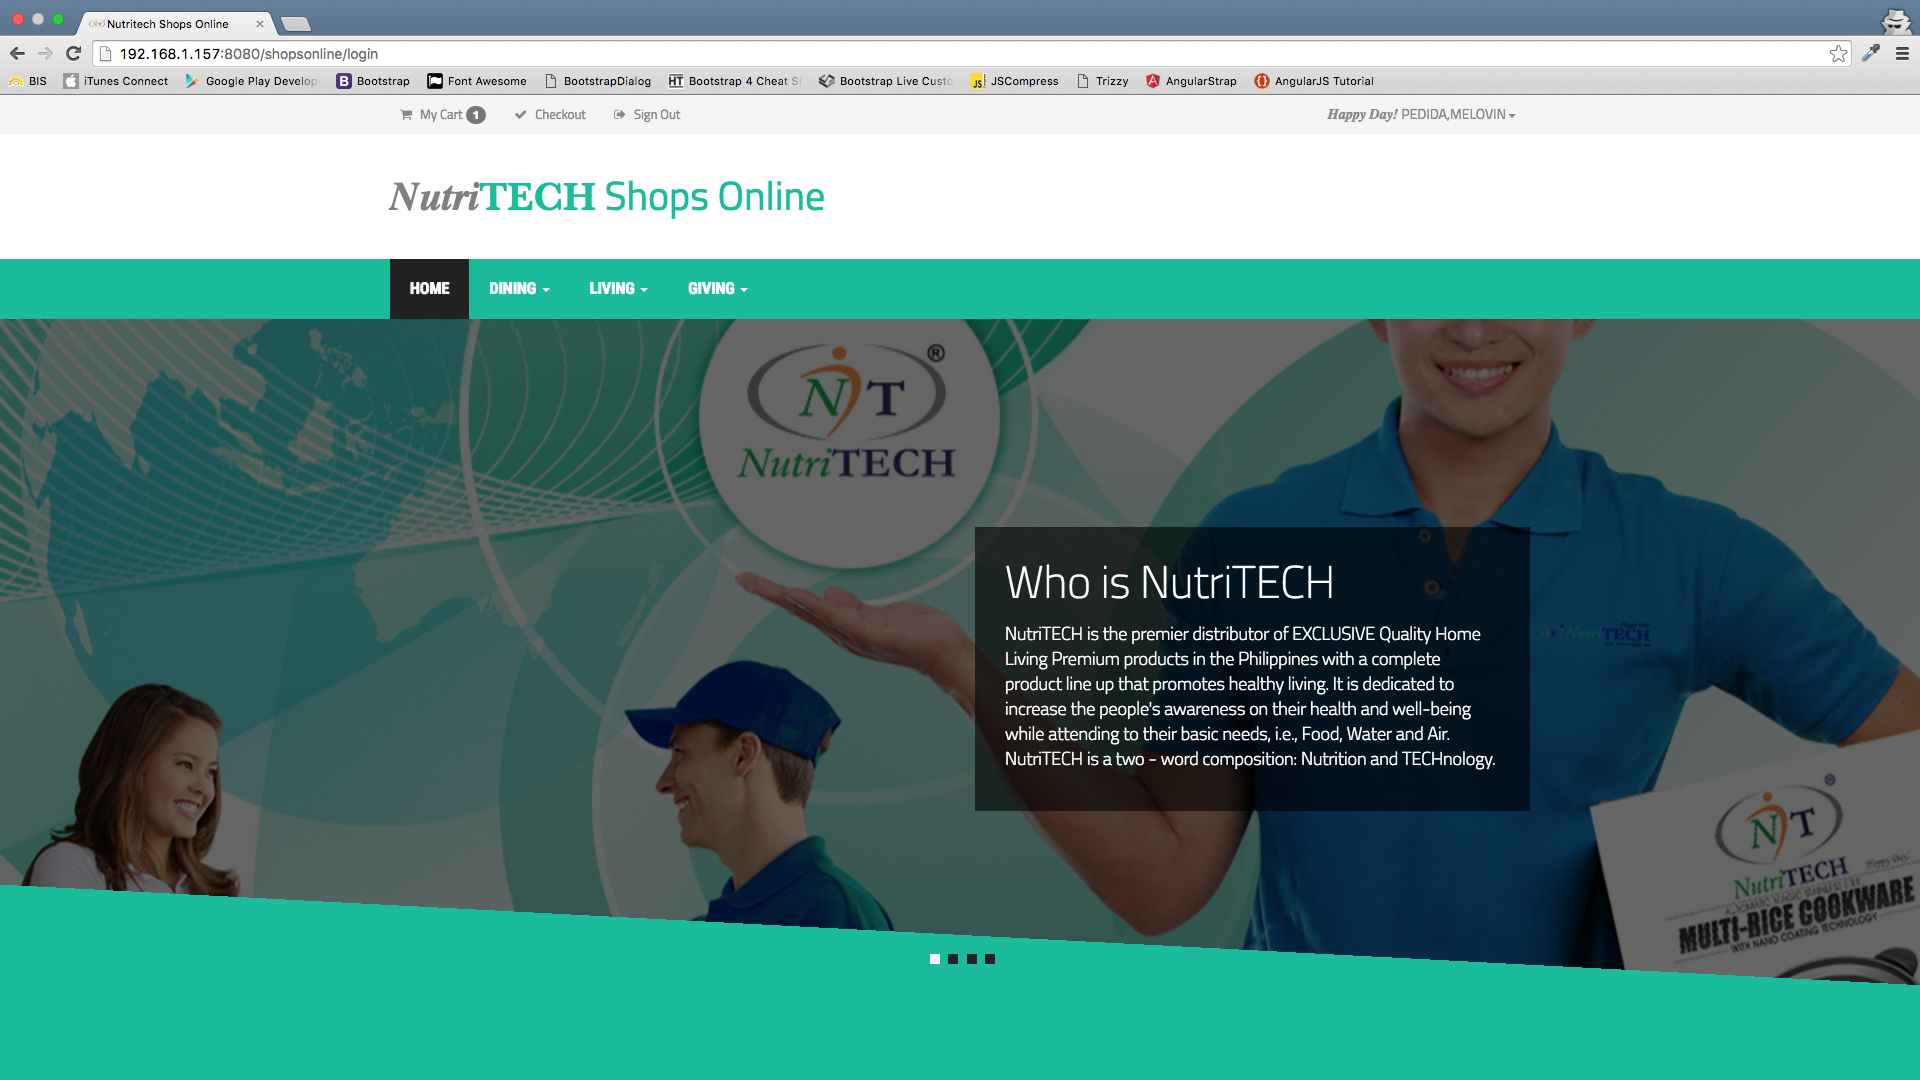 Nutritech Shops Online
192.168.1.157:8080/shopsonline/login
BIS iTunes Connect Google Play Develop Bootstrap Font Awesome BootstrapDialog Bootstrap 4 Cheat S Bootstrap Live Custo JSCompress Trizzy AngularStrap AngularJS Tutorial
My Cart 1 Checkout Sign Out Happy Day! PEDIDA,MELOVIN
NutriTECH Shops Online
HOME DINING LIVING GIVING
NT ®
NutriTECH
Who is NutriTECH
NutriTECH is the premier distributor of EXCLUSIVE Quality Home
Living Premium products in the Philippines with a complete
product line up that promotes healthy living. It is dedicated to
increase the people's awareness on their health and well-being
while attending to their basic needs, i.e., Food, Water and Air.
NutriTECH is a two - word composition: Nutrition and TECHnology.
NutriTECH
NT ®
NutriTECH Happy Day!
MULTI-RICE COOKWARE
WITH NANO COATING TECHNOLOGY